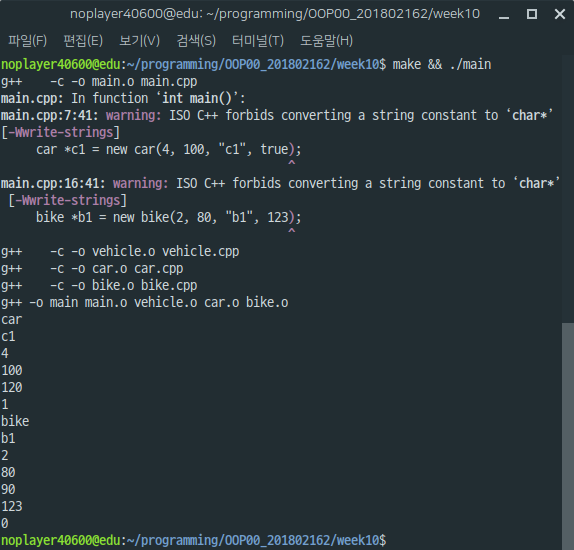 noplayer40600@edu: ~/programming/OOP00_201802162/week10
파일(F) 편집(E) 보기(V) 검색(S) 터미널(T) 도움말(H)
noplayer40600@edu:~/programming/OOP00_201802162/week10$ make && ./main
g++    -c -o main.o main.cpp
main.cpp: In function ‘int main()’:
main.cpp:7:41: warning: ISO C++ forbids converting a string constant to ‘char*’
[-Wwrite-strings]
     car *c1 = new car(4, 100, "c1", true);
                                         ^
main.cpp:16:41: warning: ISO C++ forbids converting a string constant to ‘char*’
 [-Wwrite-strings]
     bike *b1 = new bike(2, 80, "b1", 123);
                                         ^
g++    -c -o vehicle.o vehicle.cpp
g++    -c -o car.o car.cpp
g++    -c -o bike.o bike.cpp
g++ -o main main.o vehicle.o car.o bike.o
car
c1
4
100
120
1
bike
b1
2
80
90
123
0
noplayer40600@edu:~/programming/OOP00_201802162/week10$